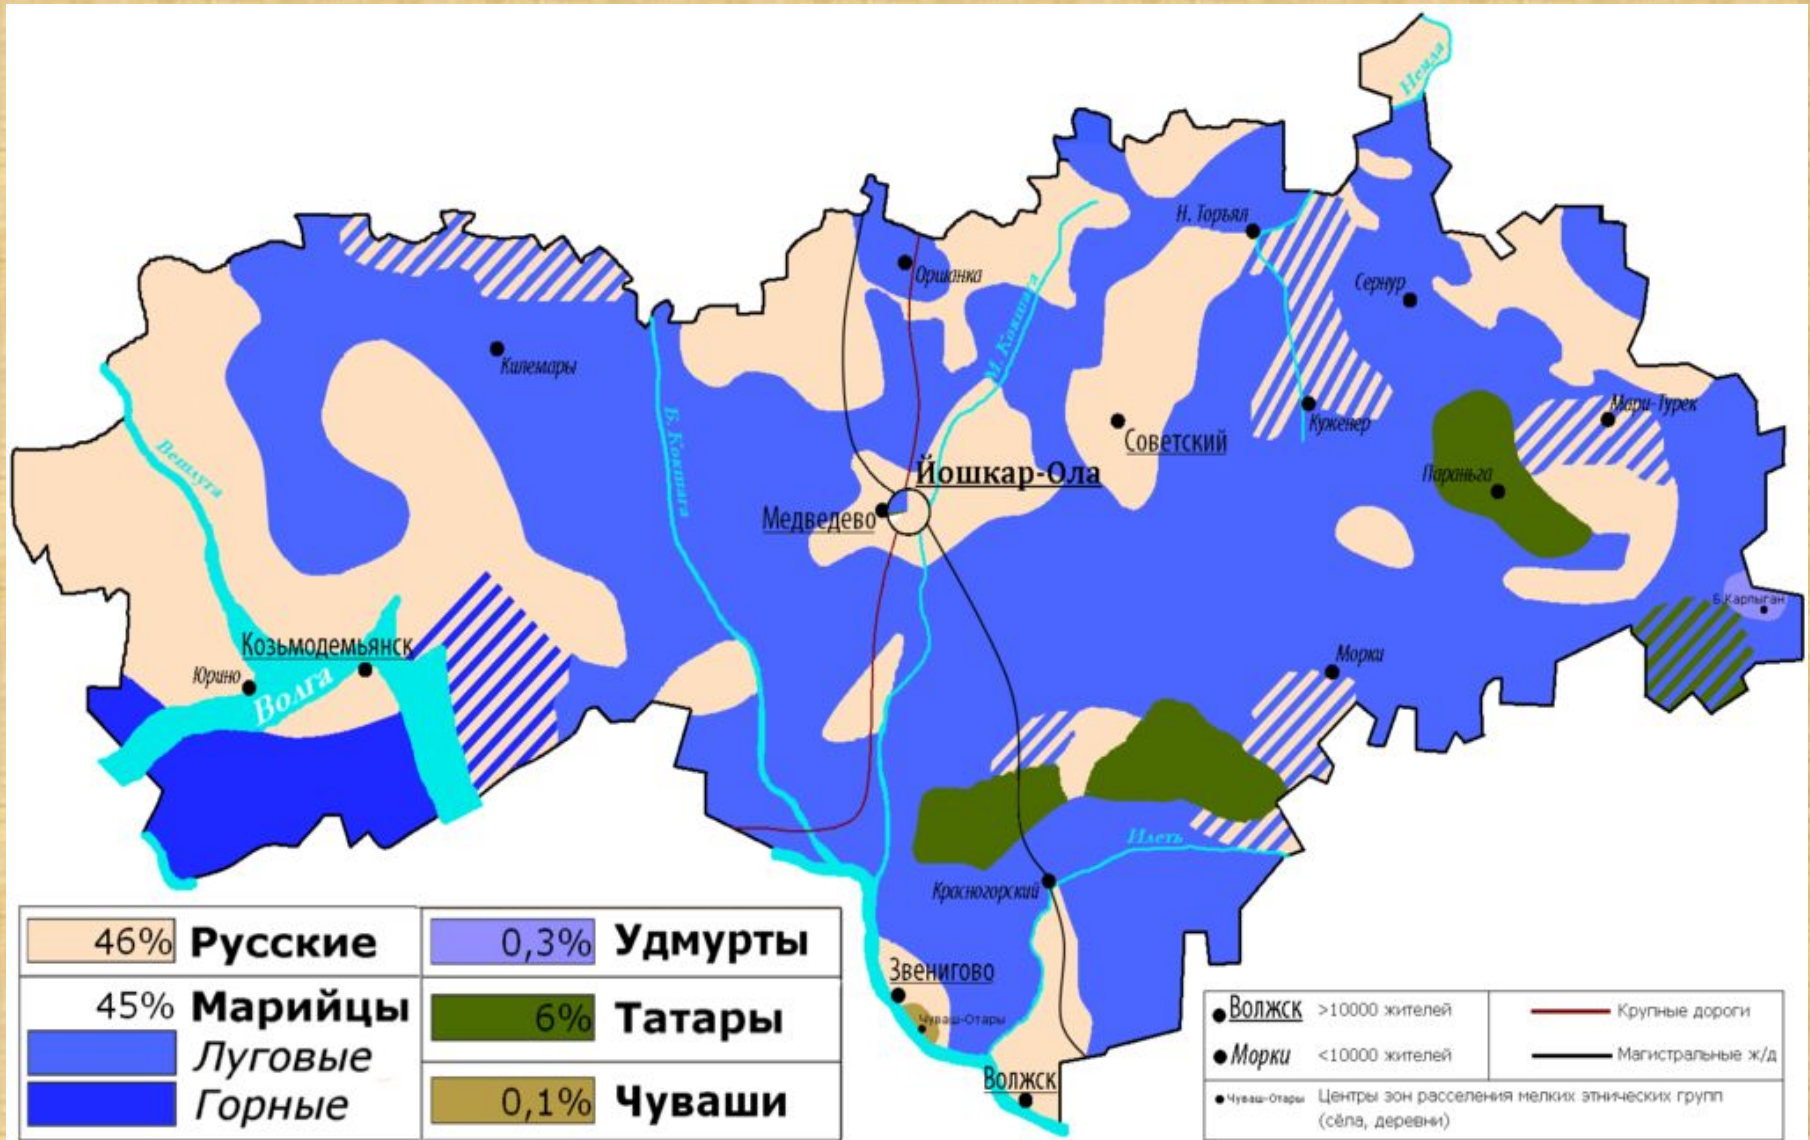 Немда
Н. Торъял
Оршанка
М. Кокшага
Сернур
Килемары
Б. Кокшага
Мари-Турек
Куженер
Советский
Ветлуга
Йошкар-Ола
Параньга
Медведево
Б.Карлыган
Козьмодемьянск
Юрино
Волга
Морки
Илеть
Красногорский
Звенигово
Чуваш-Отары
Волжск
46% Русские
45% Марийцы
Луговые
Горные
0,3% Удмурты
6% Татары
0,1% Чуваши
Волжск >10000 жителей
Морки <10000 жителей
Чуваш-Отары Центры зон расселения мелких этнических групп
(сёла, деревни)
Крупные дороги
Магистральные ж/д